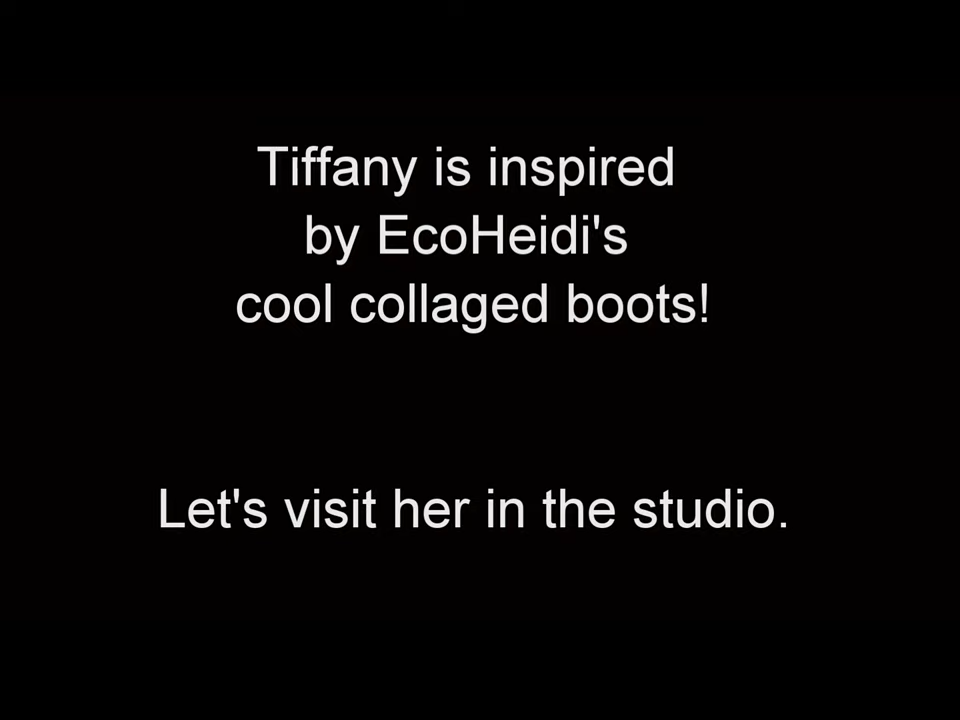 Tiffany is inspired
by EcoHeidi's
cool collaged boots!
Let's visit her in the studio.